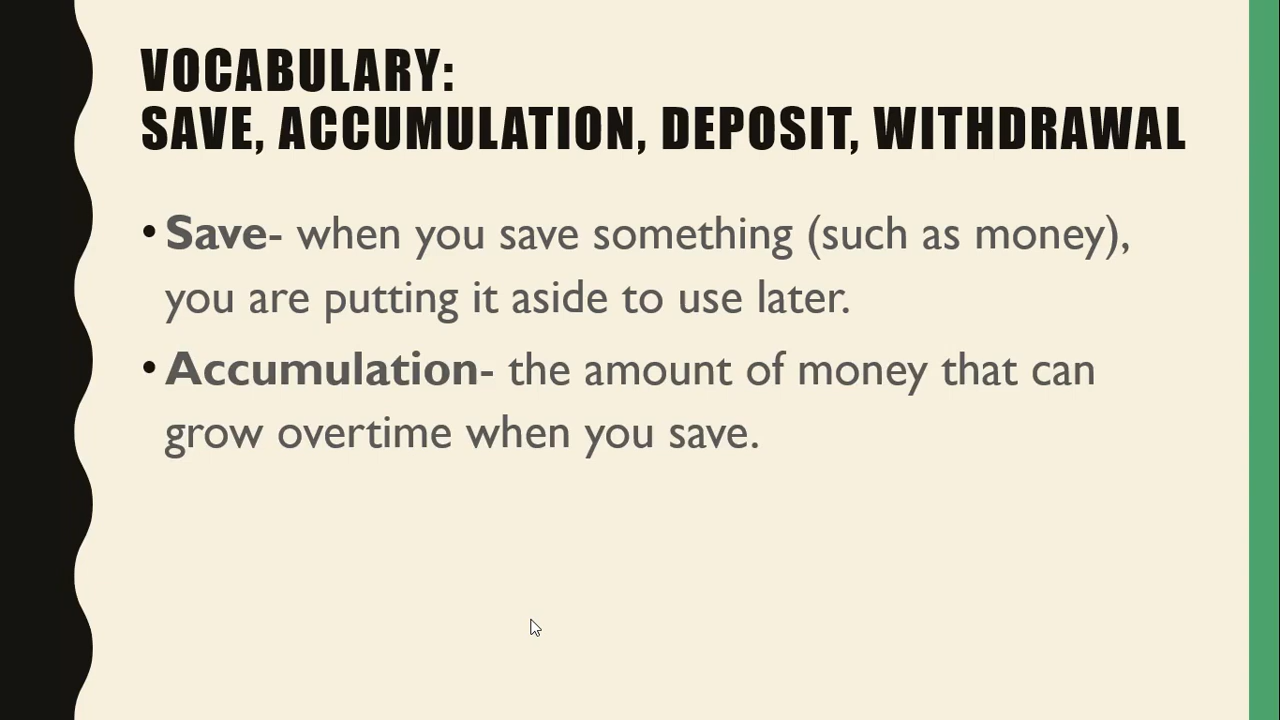 VOCABULARY:
SAVE, ACCUMULATION, DEPOSIT, WITHDRAWAL
• Save- when you save something (such as money),
you are putting it aside to use later.
• Accumulation- the amount of money that can
grow overtime when you save.